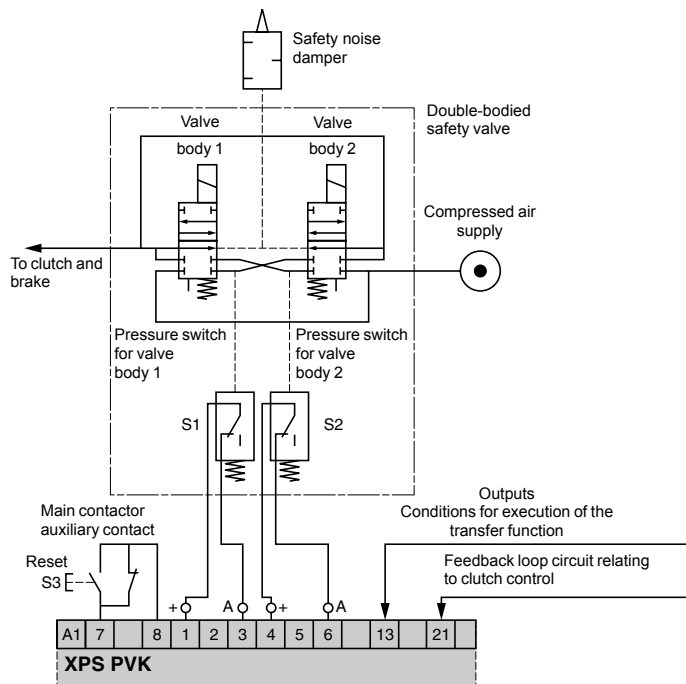 Safety noise
damper
Double-bodied
safety valve
Valve
body 1
Valve
body 2
Compressed air
supply
To clutch and
brake
Pressure switch
for valve
body 1
Pressure switch
for valve
body 2
S1
S2
Outputs
Conditions for execution of the
transfer function
Main contactor
auxiliary contact
Feedback loop circuit relating
to clutch control
Reset
S3
+ A + A
A1 7 8 1 2 3 4 5 6 13 21
XPS PVK